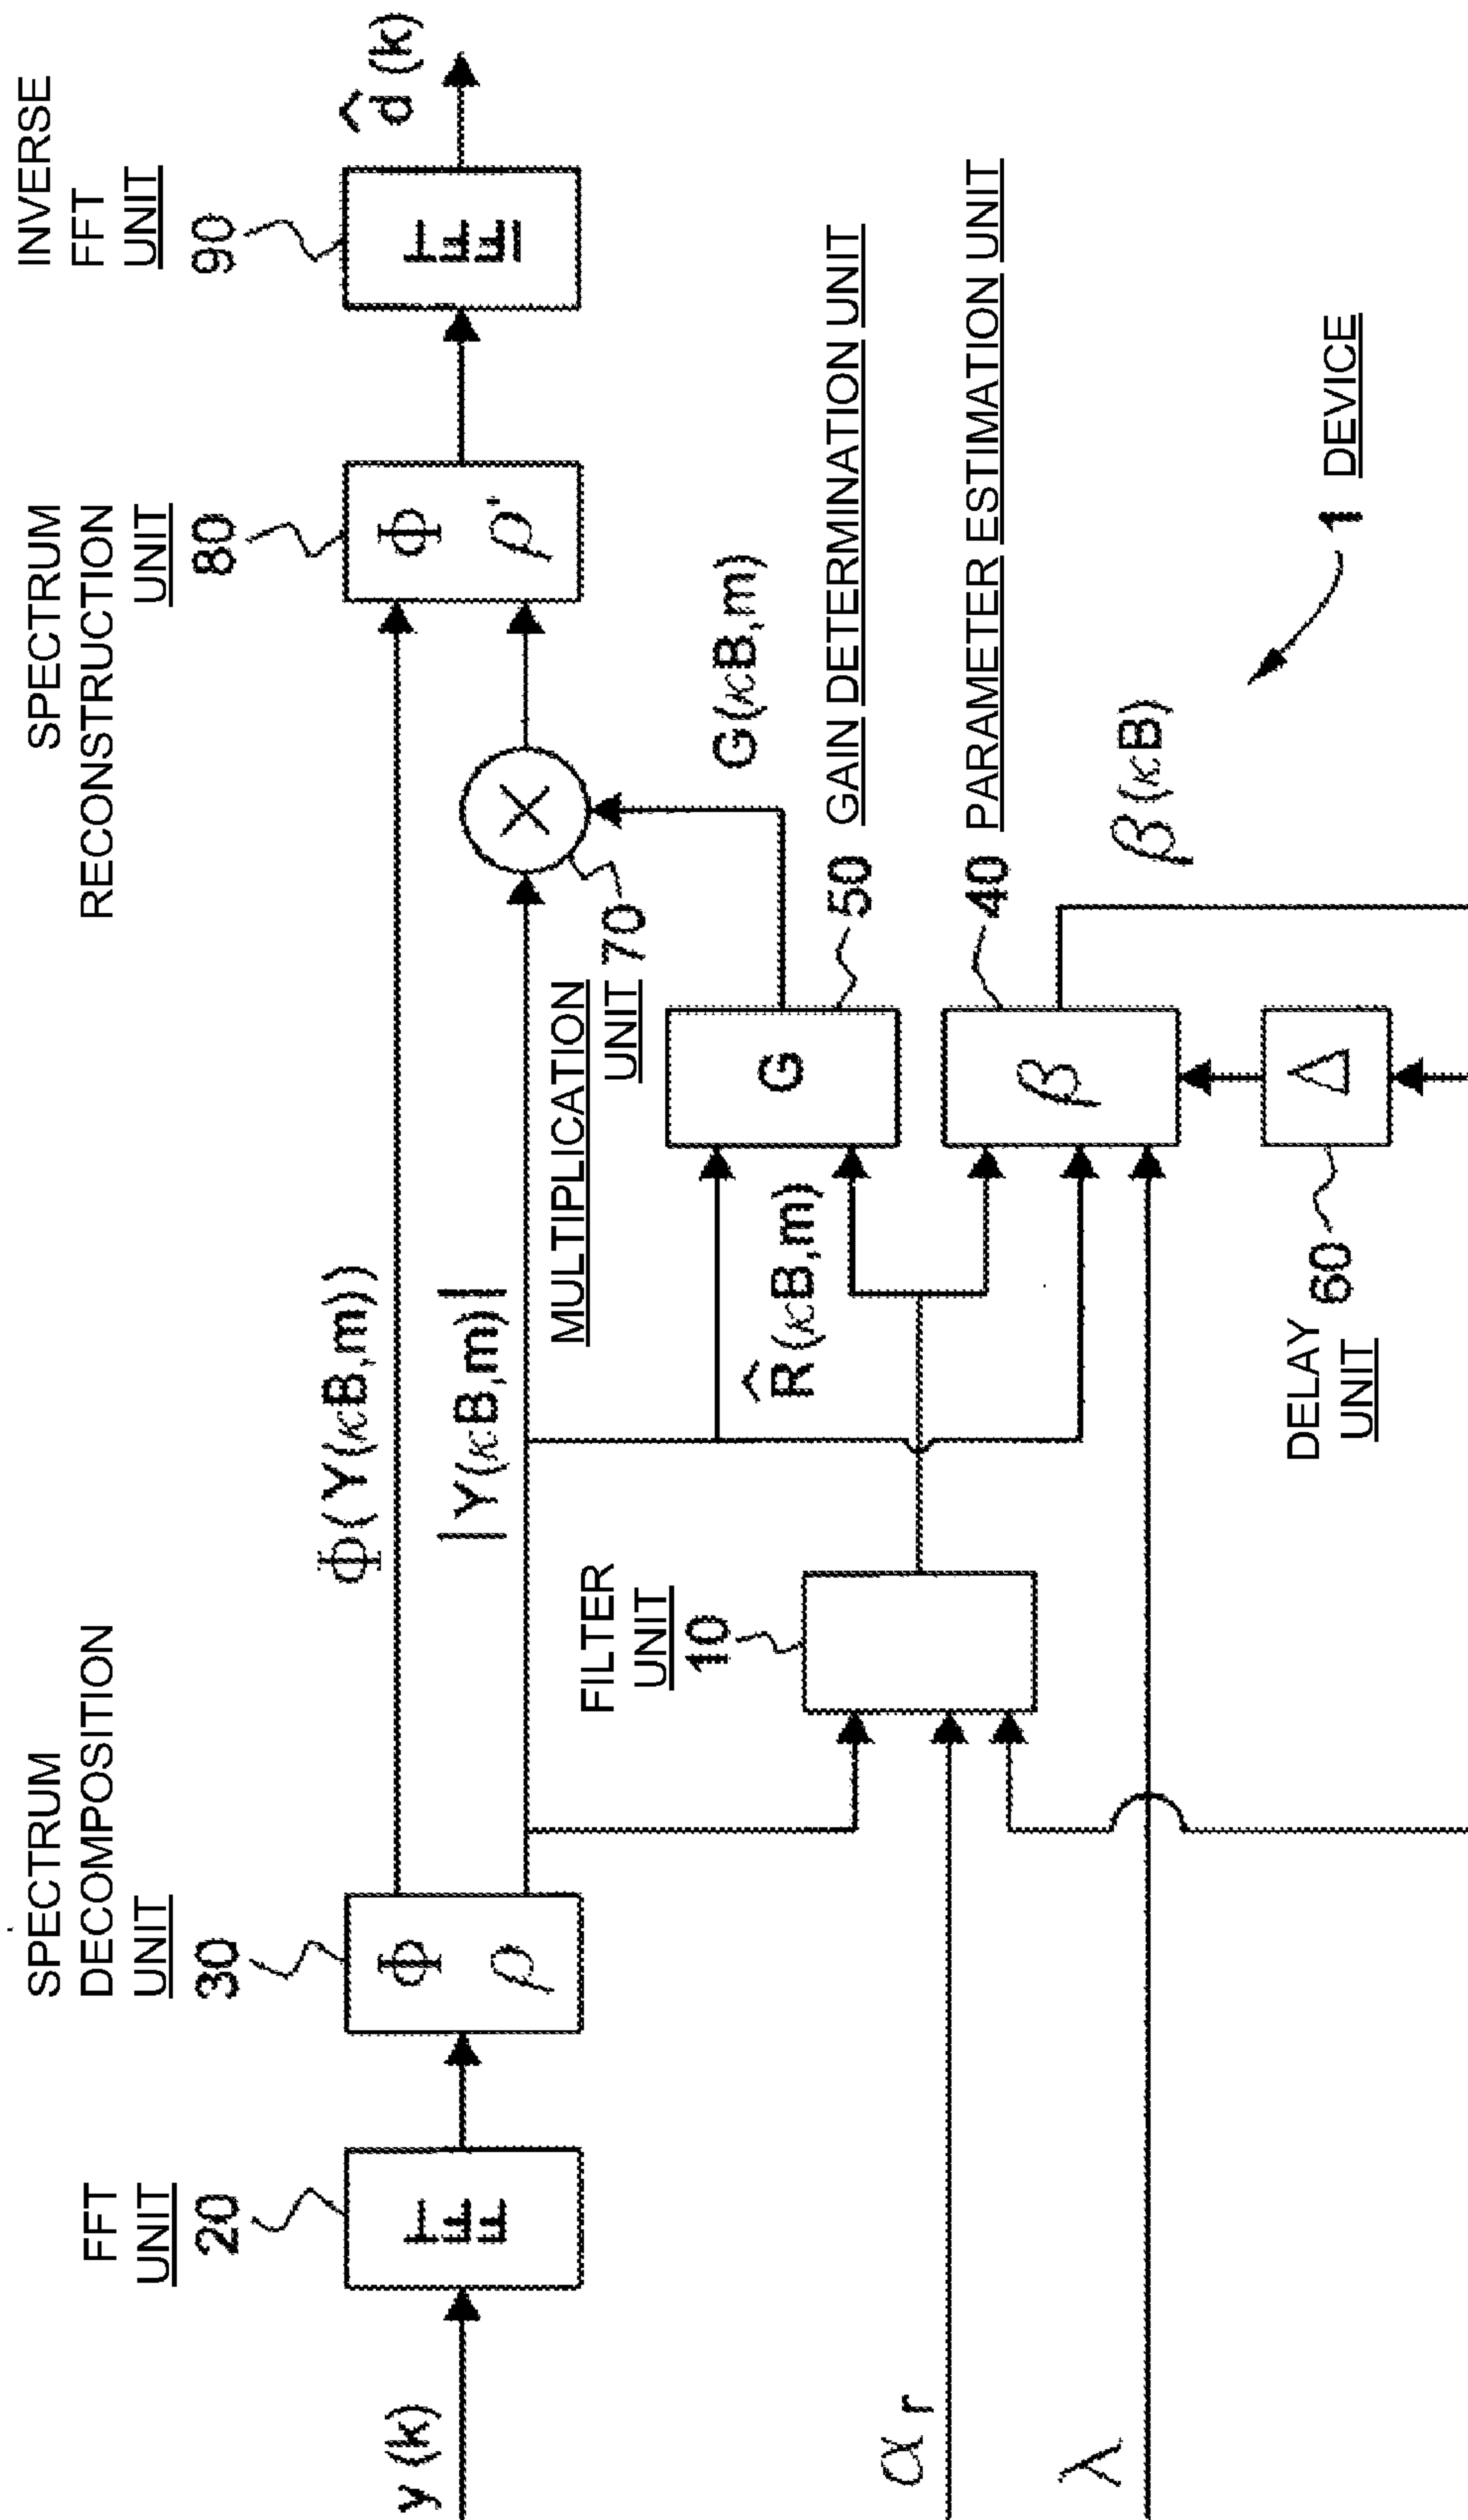 FFT
UNIT
20
SPECTRUM
DECOMPOSITION
UNIT
30
SPECTRUM
RECONSTRUCTION
UNIT
80
INVERSE
FFT
UNIT
90
y(k)
FFT
Φ
ρ
Φ(Y(κB,m))
|Y(κB,m)|
Φ
ρ'
IFFT
d̂(k)
MULTIPLICATION
UNIT 70
×
G(κB,m)
FILTER
UNIT
10
R̂(κB,m)
G
50 GAIN DETERMINATION UNIT
β
40 PARAMETER ESTIMATION UNIT
α r
λ
β(κB)
DELAY
UNIT 60
Δ
1 DEVICE